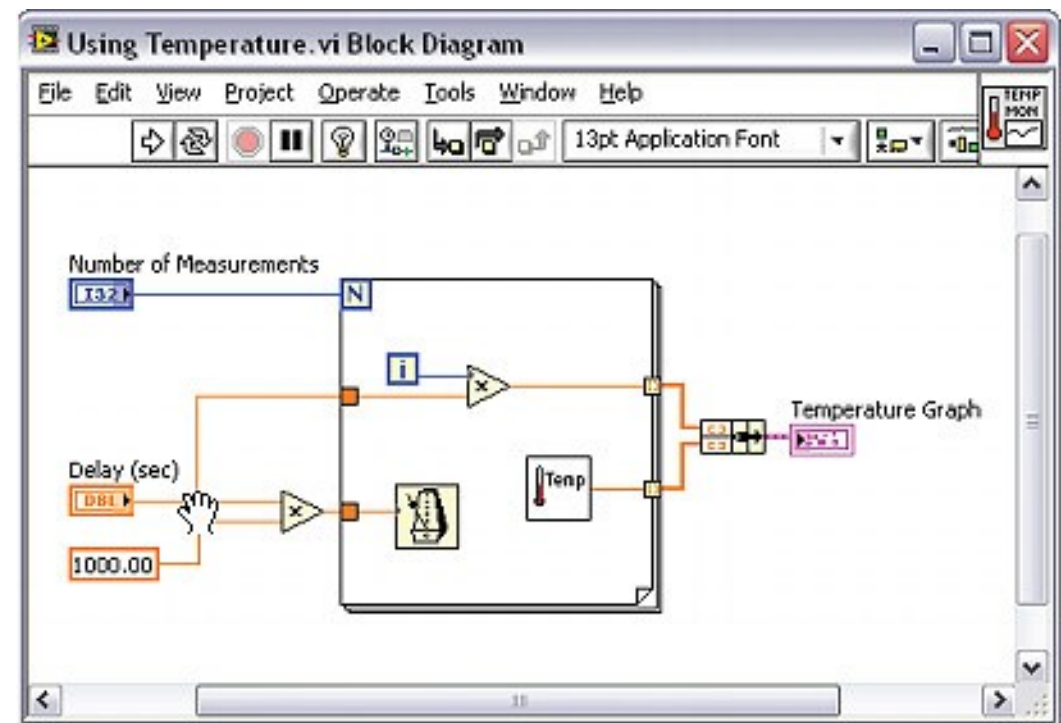 Using Temperature.vi Block Diagram
File Edit View Project Operate Tools Window Help
TEMP
MON
13pt Application Font
Number of Measurements
I32
N
i
x
Temperature Graph
Temp
Delay (sec)
DBL
x
1000.00